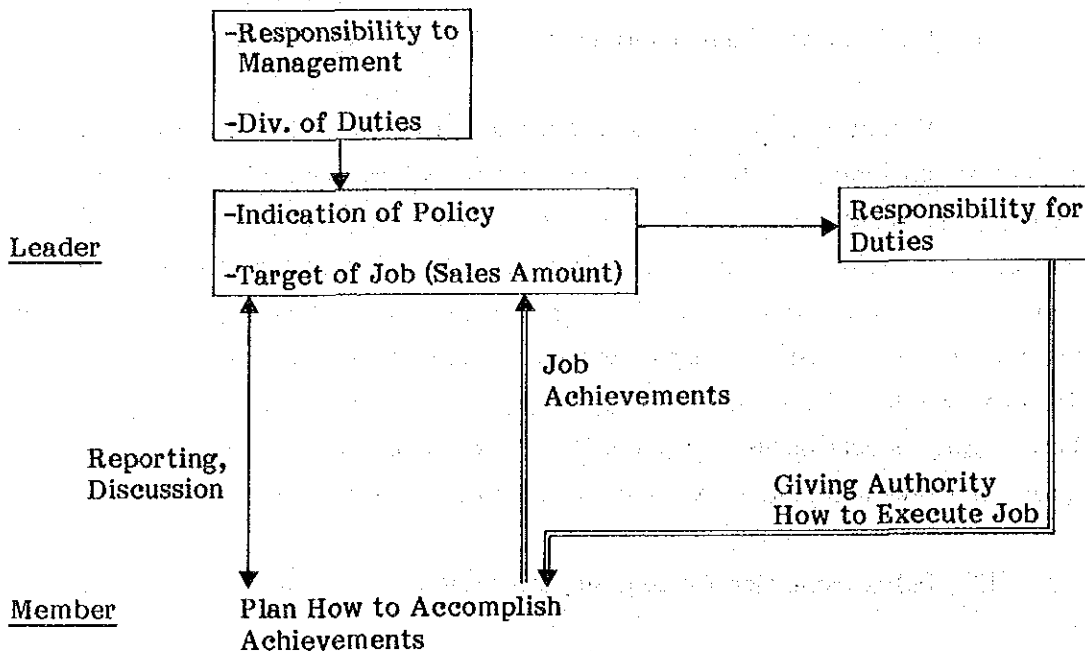 -Responsibility to
Management
-Div. of Duties
Leader
-Indication of Policy
-Target of Job (Sales Amount)
Responsibility for
Duties
Job
Achievements
Reporting,
Discussion
Giving Authority
How to Execute Job
Member
Plan How to Accomplish
Achievements